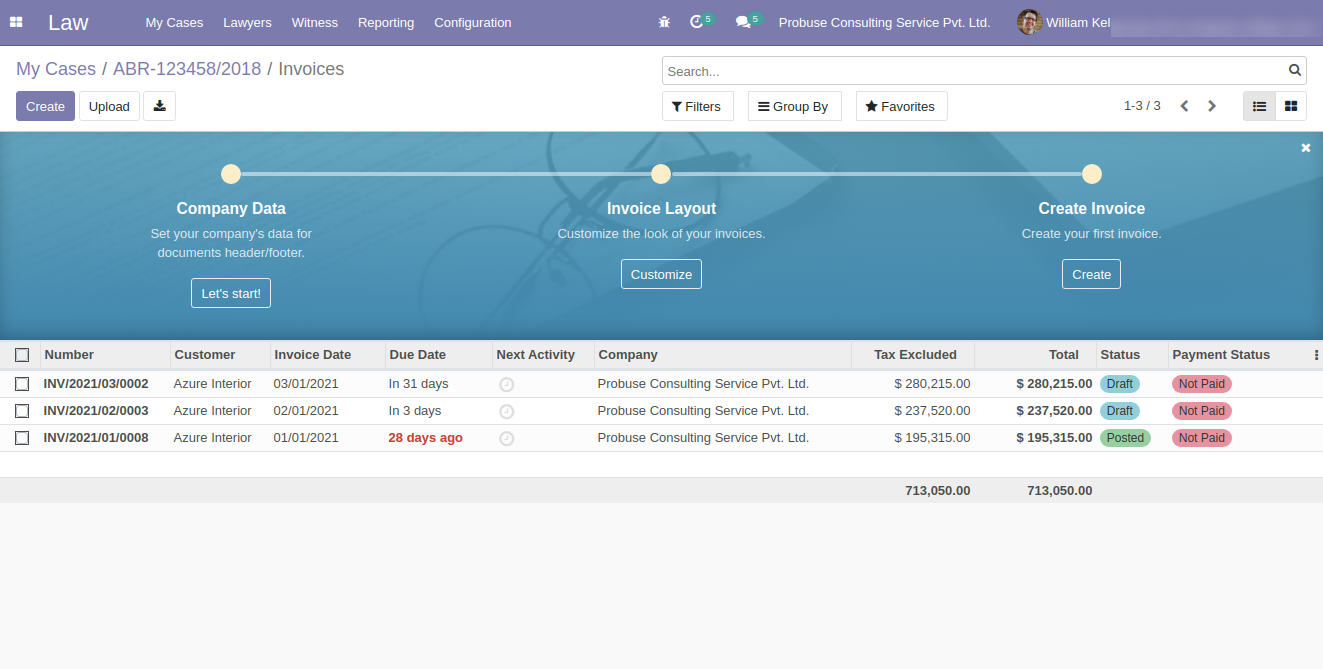 Law My Cases Lawyers Witness Reporting Configuration 5 5 Probuse Consulting Service Pvt. Ltd. William Kel
My Cases / ABR-123458/2018 / Invoices
Search...
Create Upload Filters Group By Favorites 1-3 / 3
Company Data
Set your company's data for
documents header/footer.
Let's start!
Invoice Layout
Customize the look of your invoices.
Customize
Create Invoice
Create your first invoice.
Create
Number Customer Invoice Date Due Date Next Activity Company Tax Excluded Total Status Payment Status
INV/2021/03/0002 Azure Interior 03/01/2021 In 31 days Probuse Consulting Service Pvt. Ltd. $ 280,215.00 $ 280,215.00 Draft Not Paid
INV/2021/02/0003 Azure Interior 02/01/2021 In 3 days Probuse Consulting Service Pvt. Ltd. $ 237,520.00 $ 237,520.00 Draft Not Paid
INV/2021/01/0008 Azure Interior 01/01/2021 28 days ago Probuse Consulting Service Pvt. Ltd. $ 195,315.00 $ 195,315.00 Posted Not Paid
713,050.00 713,050.00